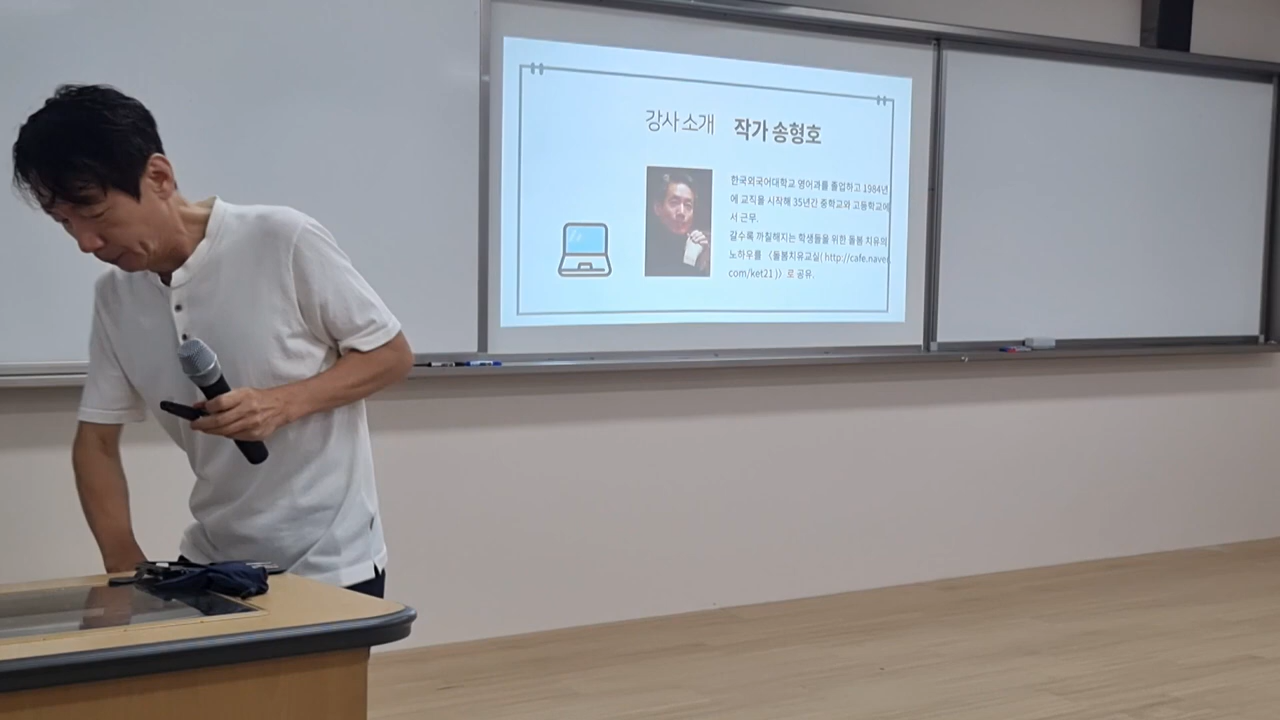 강사 소개 작가 송형호
한국외국어대학교 영어과를 졸업하고 1984년
에 교직을 시작해 35년간 중학교와 고등학교에
서 근무.
갈수록 까칠해지는 학생들을 위한 돌봄 치유의
노하우를 〈돌봄치유교실( http://cafe.naver.
com/ket21 )〉로 공유.